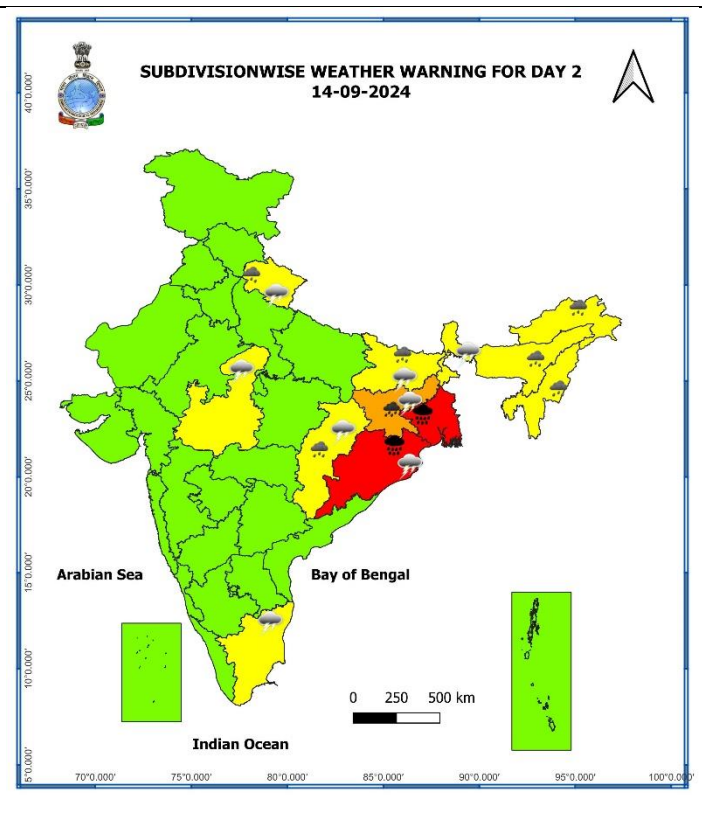 SUBDIVISIONWISE WEATHER WARNING FOR DAY 2
14-09-2024
40°0.000'
35°0.000'
30°0.000'
25°0.000'
20°0.000'
15°0.000'
10°0.000'
5°0.000'
Arabian Sea
Bay of Bengal
0 250 500 km
Indian Ocean
70°0.000' 75°0.000' 80°0.000' 85°0.000' 90°0.000' 95°0.000' 100°0.000'